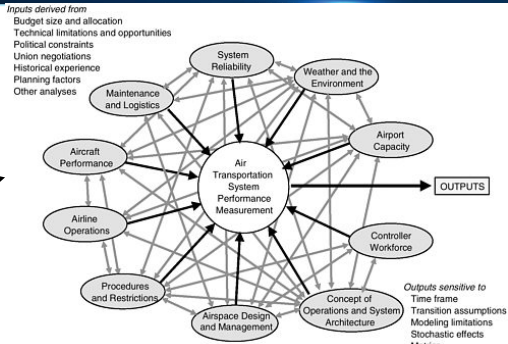 Inputs derived from
Budget size and allocation
Technical limitations and opportunities
Political constraints
Union negotiations
Historical experience
Planning factors
Other analyses
System
Reliability
Weather and the
Environment
Maintenance
and Logistics
Airport
Capacity
Aircraft
Performance
Air
Transportation
System
Performance
Measurement
OUTPUTS
Airline
Operations
Controller
Workforce
Procedures
and Restrictions
Airspace Design
and Management
Concept of
Operations and System
Architecture
Outputs sensitive to
Time frame
Transition assumptions
Modeling limitations
Stochastic effects
Metrics